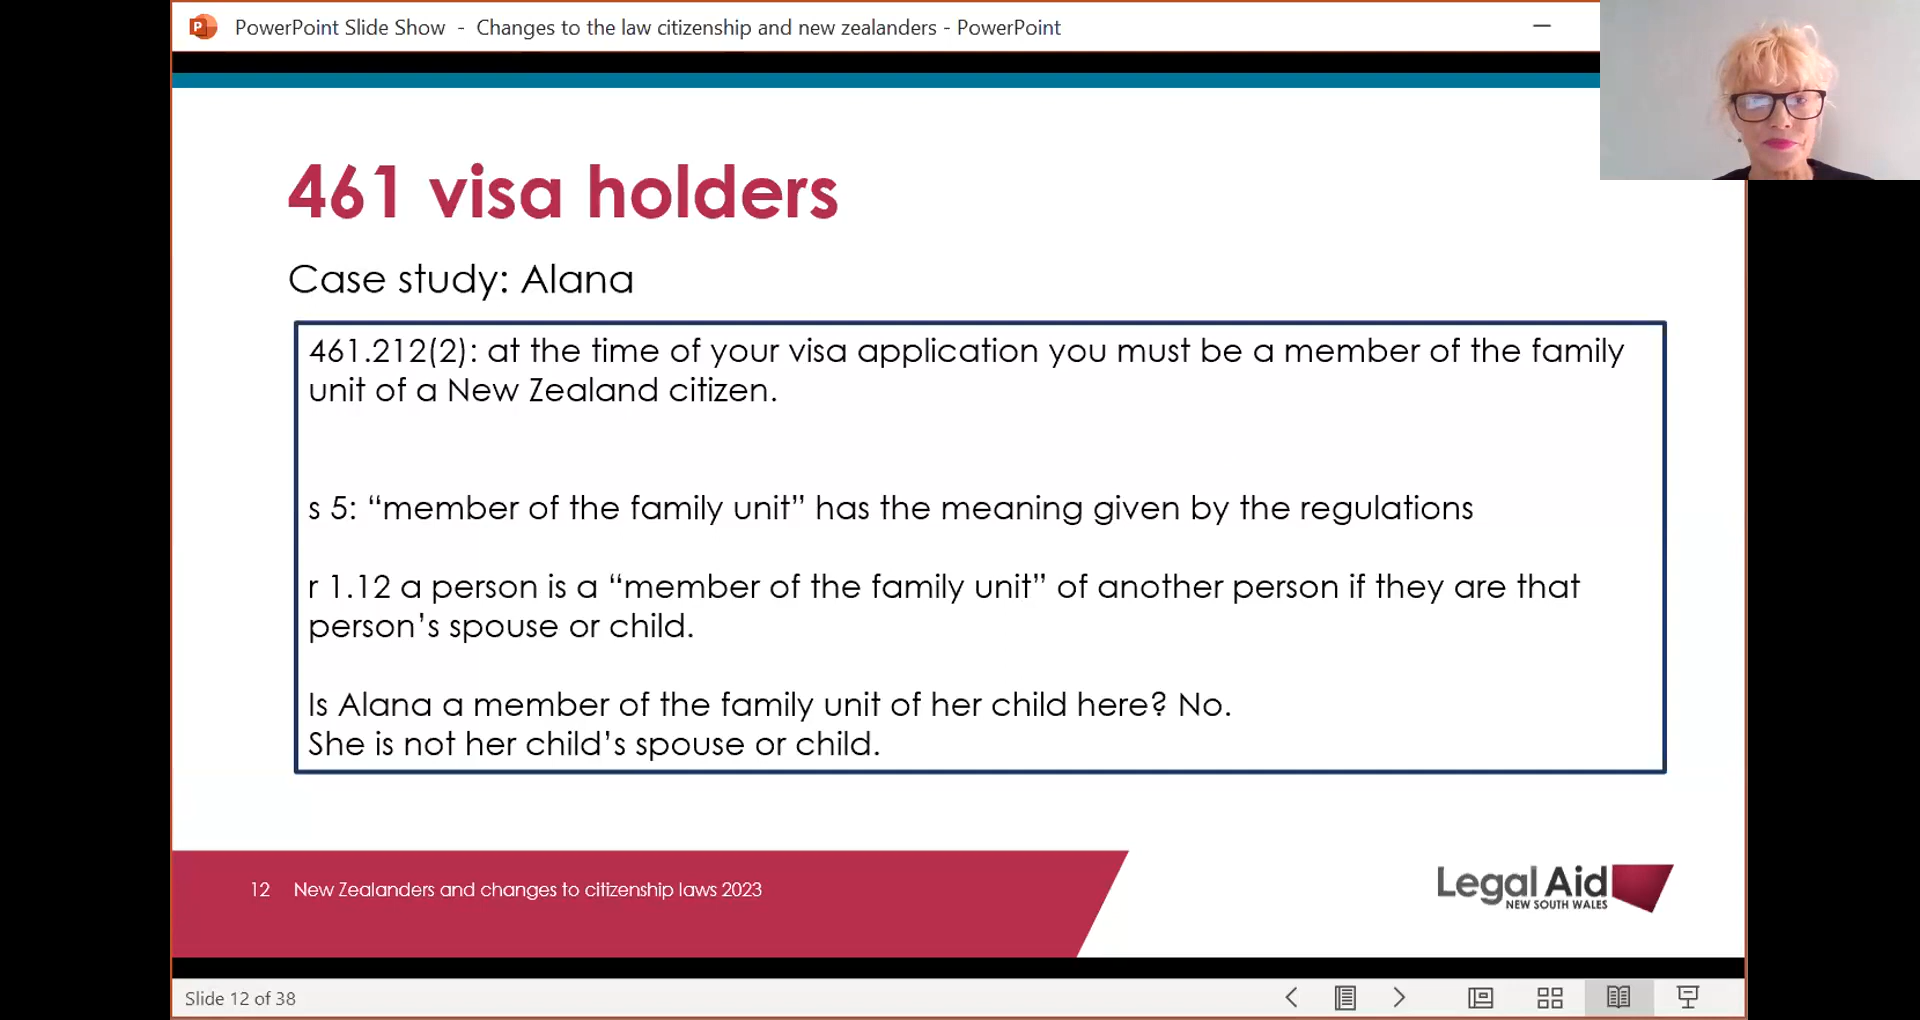 PowerPoint Slide Show - Changes to the law citizenship and new zealanders - PowerPoint
461 visa holders
Case study: Alana
461.212(2): at the time of your visa application you must be a member of the family
unit of a New Zealand citizen.
s 5: “member of the family unit” has the meaning given by the regulations
r 1.12 a person is a “member of the family unit” of another person if they are that
person’s spouse or child.
Is Alana a member of the family unit of her child here? No.
She is not her child’s spouse or child.
12 New Zealanders and changes to citizenship laws 2023
Legal Aid
NEW SOUTH WALES
Slide 12 of 38